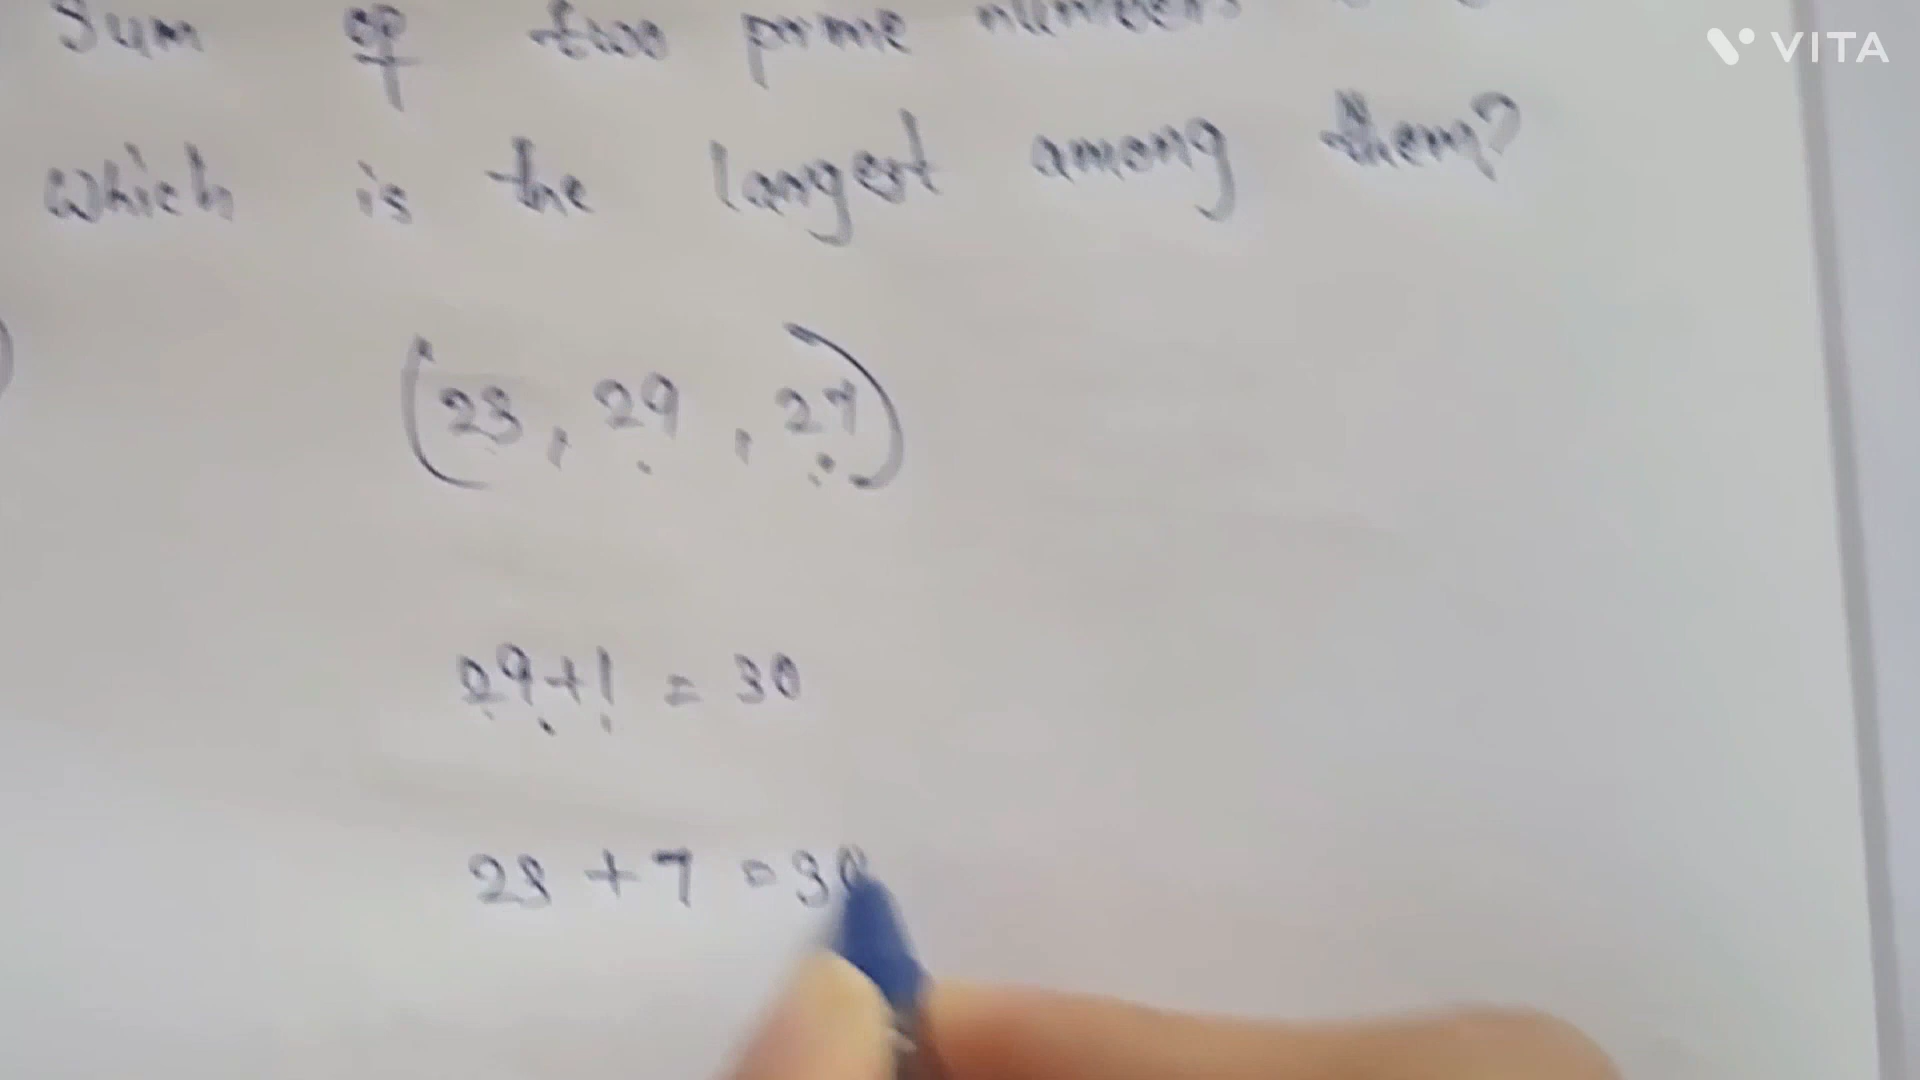 Sum of two prime numbers
VITA
which is the largest among them?
(23, 29, 27)
29+1 = 30
23 + 7 = 30